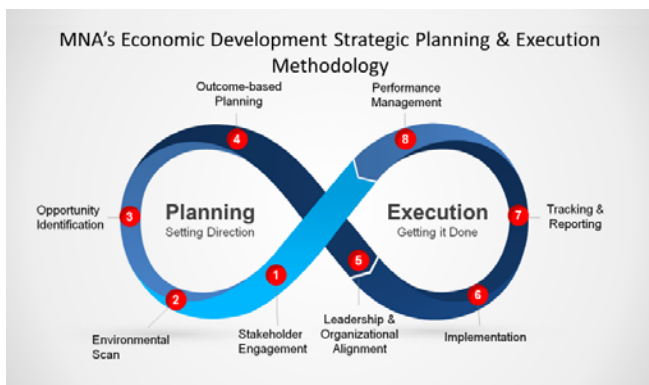 MNA's Economic Development Strategic Planning & Execution
Methodology
Outcome-based
Planning
Performance
Management
4
8
Opportunity
Identification
3
Planning
Setting Direction
Execution
Getting it Done
7
Tracking &
Reporting
1
5
2
6
Environmental
Scan
Stakeholder
Engagement
Leadership &
Organizational
Alignment
Implementation